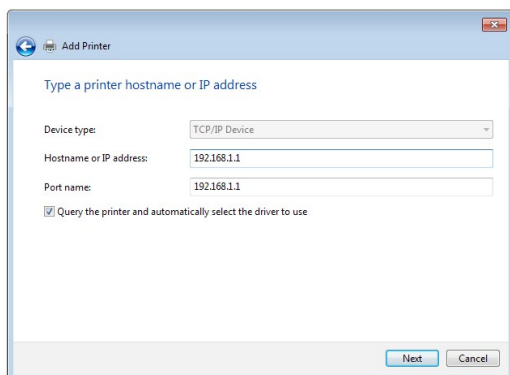 Add Printer
Type a printer hostname or IP address
Device type: TCP/IP Device
Hostname or IP address: 192.168.1.1
Port name: 192.168.1.1
Query the printer and automatically select the driver to use
Next Cancel